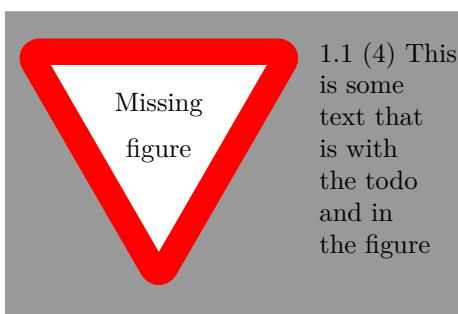 Missing
figure
1.1 (4) This
is some
text that
is with
the todo
and in
the figure